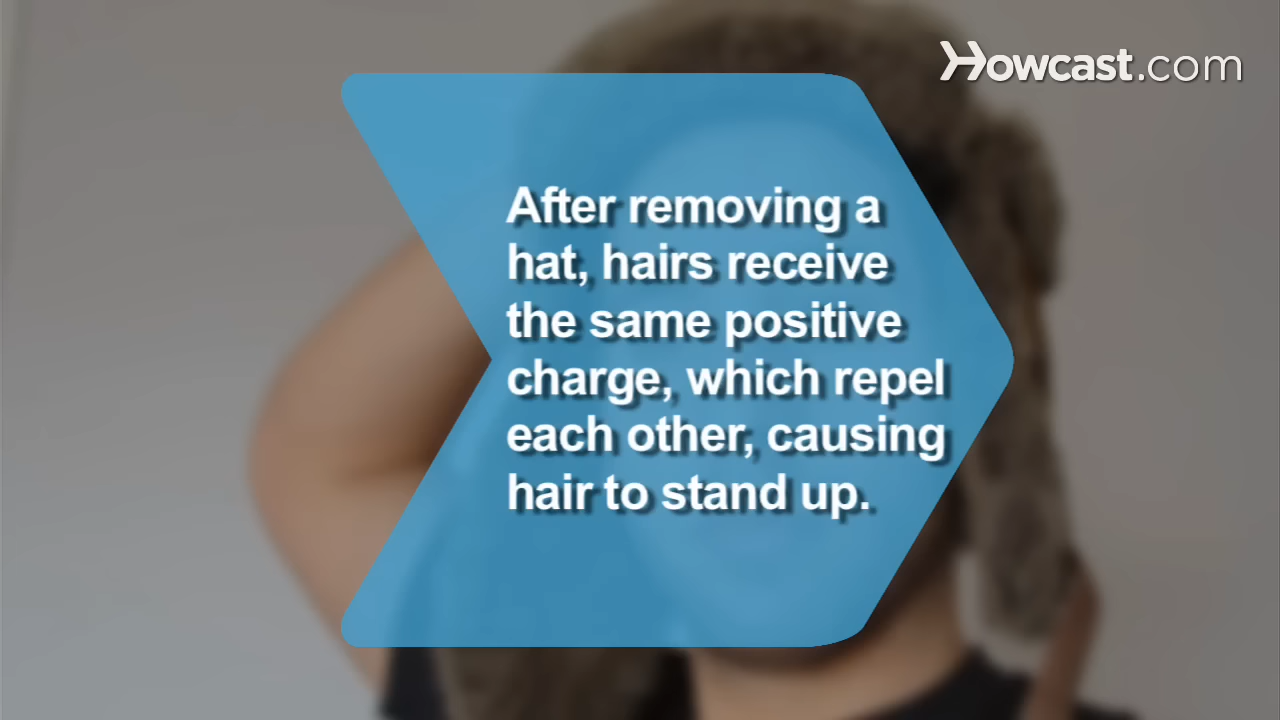 Howcast.com
After removing a
hat, hairs receive
the same positive
charge, which repel
each other, causing
hair to stand up.